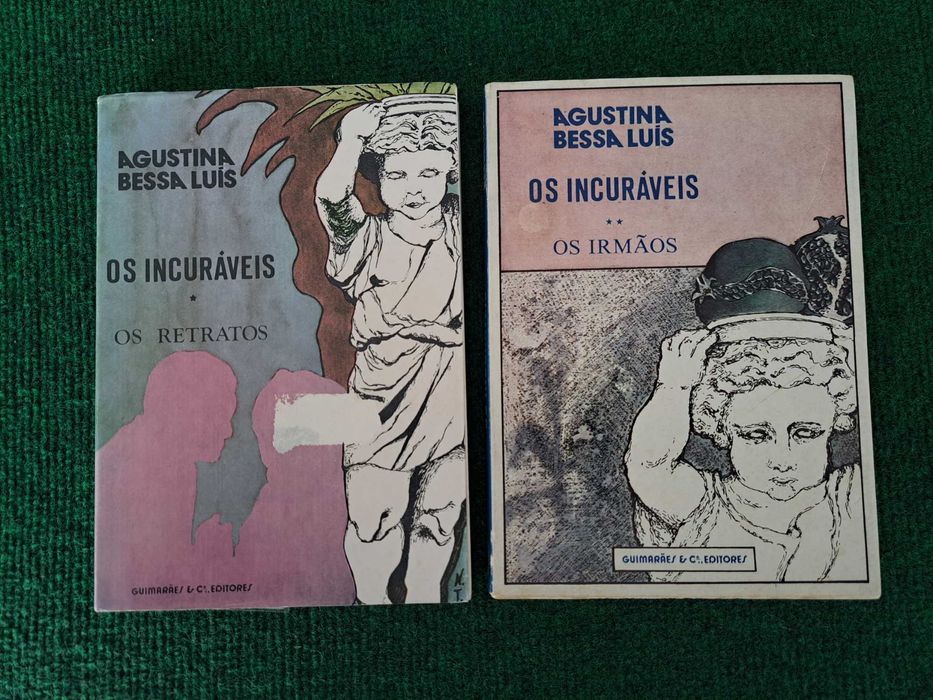 AGUSTINA
BESSA LUÍS
OS INCURÁVEIS
*
OS RETRATOS
GUIMARÃES & Cª. EDITORES
N.
T.
AGUSTINA
BESSA LUÍS
OS INCURÁVEIS
**
OS IRMÃOS
GUIMARÃES & Cª. EDITORES